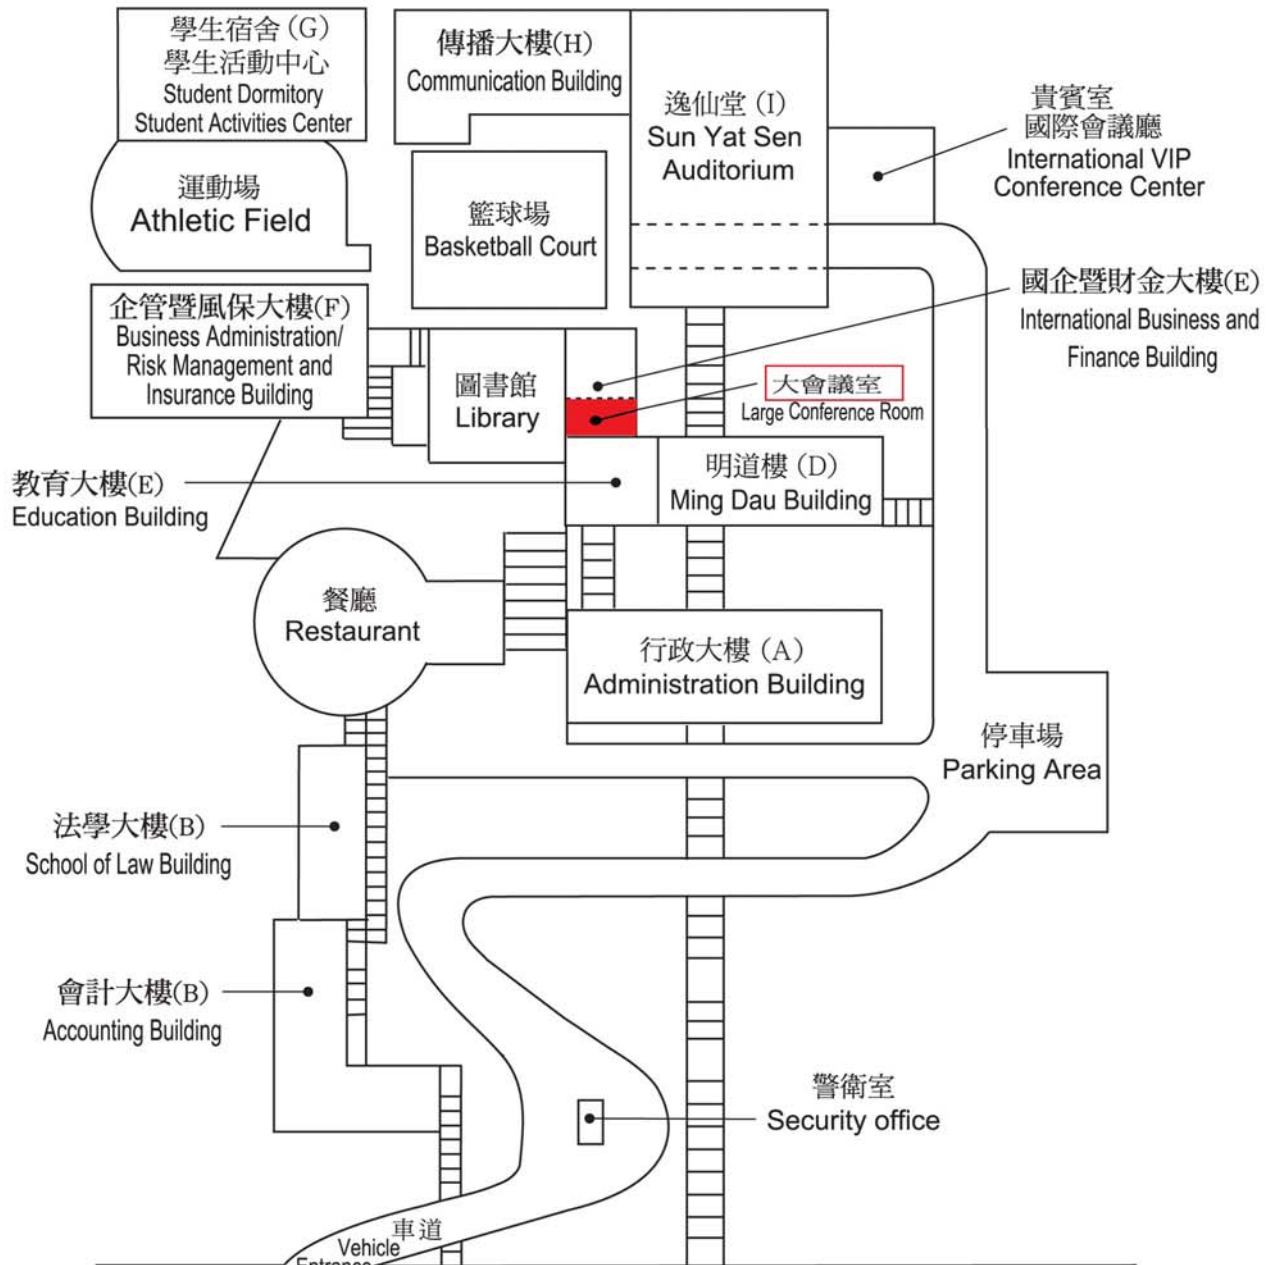 學生宿舍(G)
學生活動中心
Student Dormitory
Student Activities Center
傳播大樓(H)
Communication Building
逸仙堂(I)
Sun Yat Sen
Auditorium
貴賓室
國際會議廳
International VIP
Conference Center
運動場
Athletic Field
籃球場
Basketball Court
國企暨財金大樓(E)
International Business and
Finance Building
企管暨風保大樓(F)
Business Administration/
Risk Management and
Insurance Building
圖書館
Library
大會議室
Large Conference Room
教育大樓(E)
Education Building
明道樓(D)
Ming Dau Building
餐廳
Restaurant
行政大樓(A)
Administration Building
停車場
Parking Area
法學大樓(B)
School of Law Building
會計大樓(B)
Accounting Building
警衛室
Security office
車道
Vehicle
Entrance